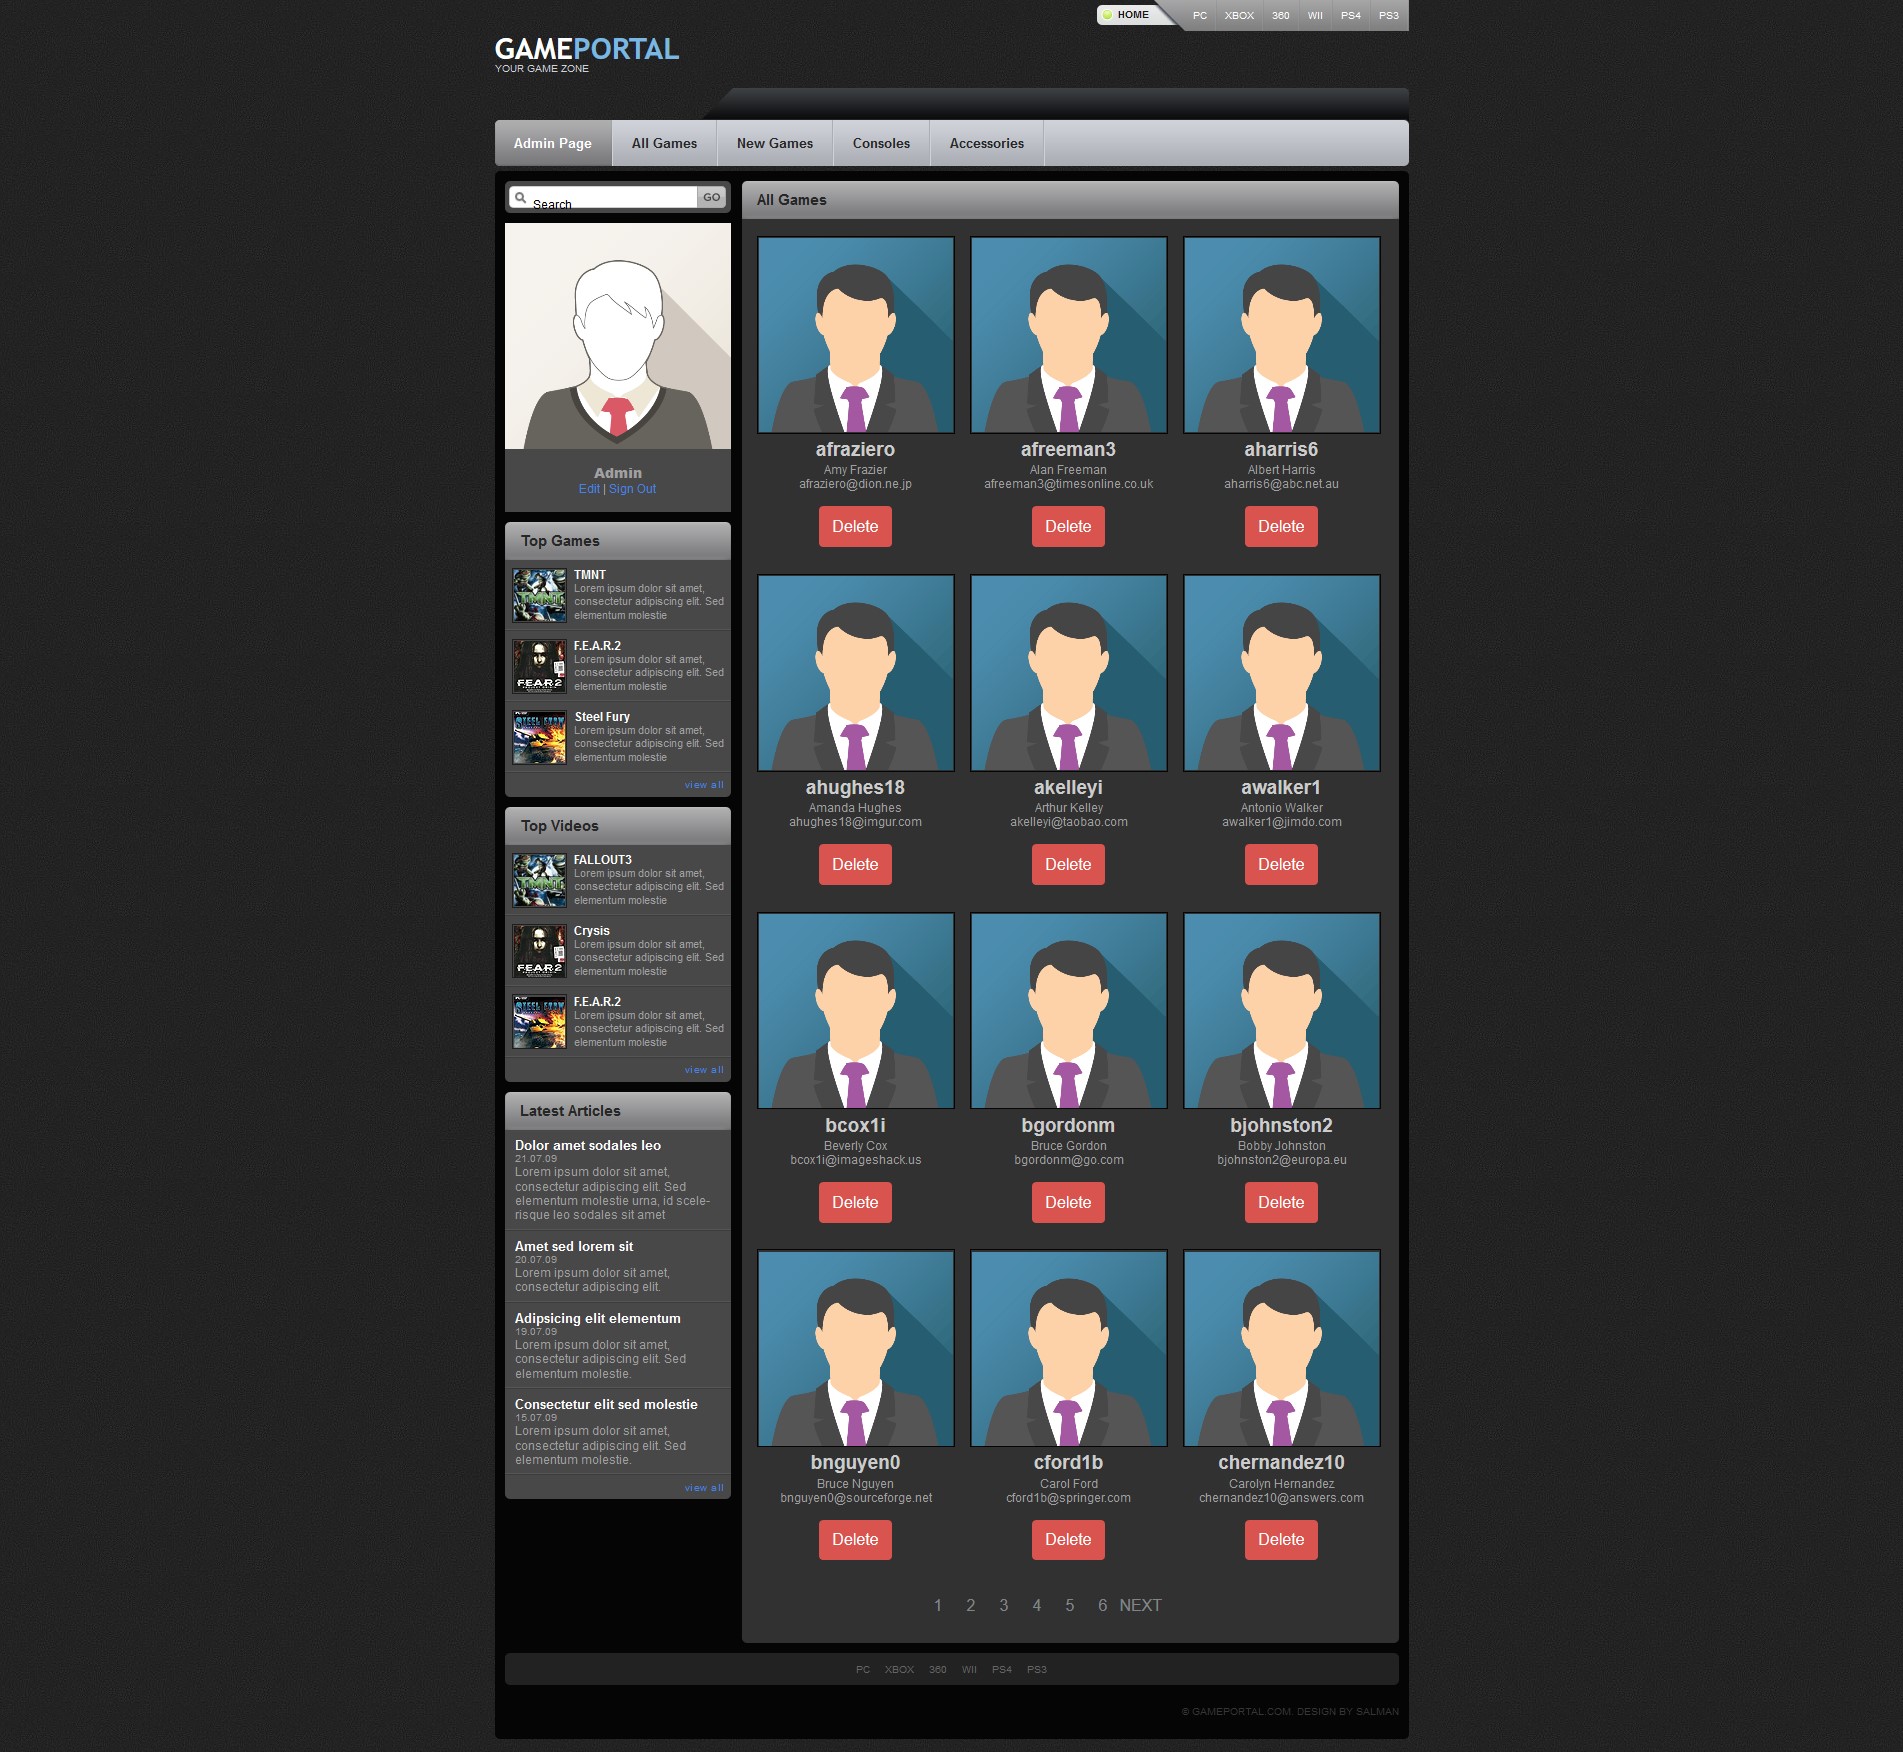 HOME
PC XBOX 360 WII PS4 PS3
GAMEPORTAL
YOUR GAME ZONE
Admin Page All Games New Games Consoles Accessories
Search GO
Admin
Edit | Sign Out
Top Games
TMNT
Lorem ipsum dolor sit amet,
consectetur adipiscing elit. Sed
elementum molestie
F.E.A.R.2
Lorem ipsum dolor sit amet,
consectetur adipiscing elit. Sed
elementum molestie
FEAR2
Steel Fury
Lorem ipsum dolor sit amet,
consectetur adipiscing elit. Sed
elementum molestie
view all
Top Videos
FALLOUT3
Lorem ipsum dolor sit amet,
consectetur adipiscing elit. Sed
elementum molestie
Crysis
Lorem ipsum dolor sit amet,
consectetur adipiscing elit. Sed
elementum molestie
FEAR2
F.E.A.R.2
Lorem ipsum dolor sit amet,
consectetur adipiscing elit. Sed
elementum molestie
view all
Latest Articles
Dolor amet sodales leo
21.07.09
Lorem ipsum dolor sit amet,
consectetur adipiscing elit. Sed
elementum molestie urna, id scele-
risque leo sodales sit amet
Amet sed lorem sit
20.07.09
Lorem ipsum dolor sit amet,
consectetur adipiscing elit.
Adipsicing elit elementum
19.07.09
Lorem ipsum dolor sit amet,
consectetur adipiscing elit. Sed
elementum molestie.
Consectetur elit sed molestie
15.07.09
Lorem ipsum dolor sit amet,
consectetur adipiscing elit. Sed
elementum molestie.
view all
All Games
afraziero afreeman3 aharris6
Amy Frazier Alan Freeman Albert Harris
afraziero@dion.ne.jp afreeman3@timesonline.co.uk aharris6@abc.net.au
Delete Delete Delete
ahughes18 akelleyi awalker1
Amanda Hughes Arthur Kelley Antonio Walker
ahughes18@imgur.com akelleyi@taobao.com awalker1@jimdo.com
Delete Delete Delete
bcox1i bgordonm bjohnston2
Beverly Cox Bruce Gordon Bobby Johnston
bcox1i@imageshack.us bgordonm@go.com bjohnston2@europa.eu
Delete Delete Delete
bnguyen0 cford1b chernandez10
Bruce Nguyen Carol Ford Carolyn Hernandez
bnguyen0@sourceforge.net cford1b@springer.com chernandez10@answers.com
Delete Delete Delete
1 2 3 4 5 6 NEXT
PC XBOX 360 WII PS4 PS3
© GAMEPORTAL.COM. DESIGN BY SALMAN